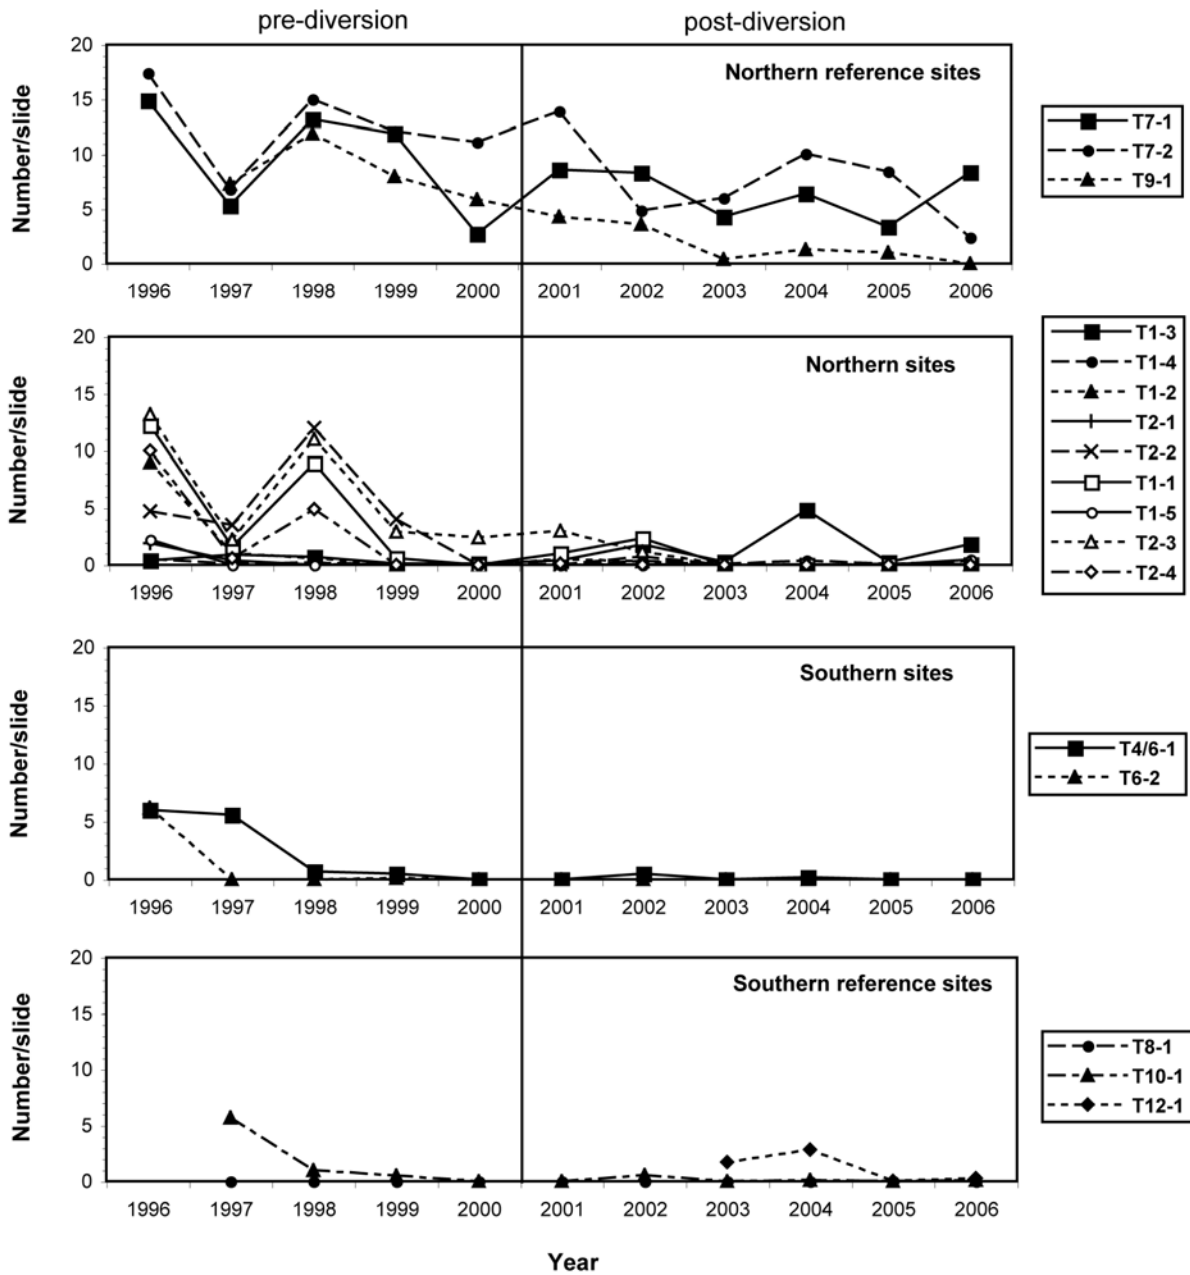 pre-diversion post-diversion
Number/slide
20
15
10
5
0
Northern reference sites
1996 1997 1998 1999 2000 2001 2002 2003 2004 2005 2006
T7-1
T7-2
T9-1
Number/slide
20
15
10
5
0
Northern sites
1996 1997 1998 1999 2000 2001 2002 2003 2004 2005 2006
T1-3
T1-4
T1-2
T2-1
T2-2
T1-1
T1-5
T2-3
T2-4
Number/slide
20
15
10
5
0
Southern sites
1996 1997 1998 1999 2000 2001 2002 2003 2004 2005 2006
T4/6-1
T6-2
Number/slide
20
15
10
5
0
Southern reference sites
1996 1997 1998 1999 2000 2001 2002 2003 2004 2005 2006
T8-1
T10-1
T12-1
Year